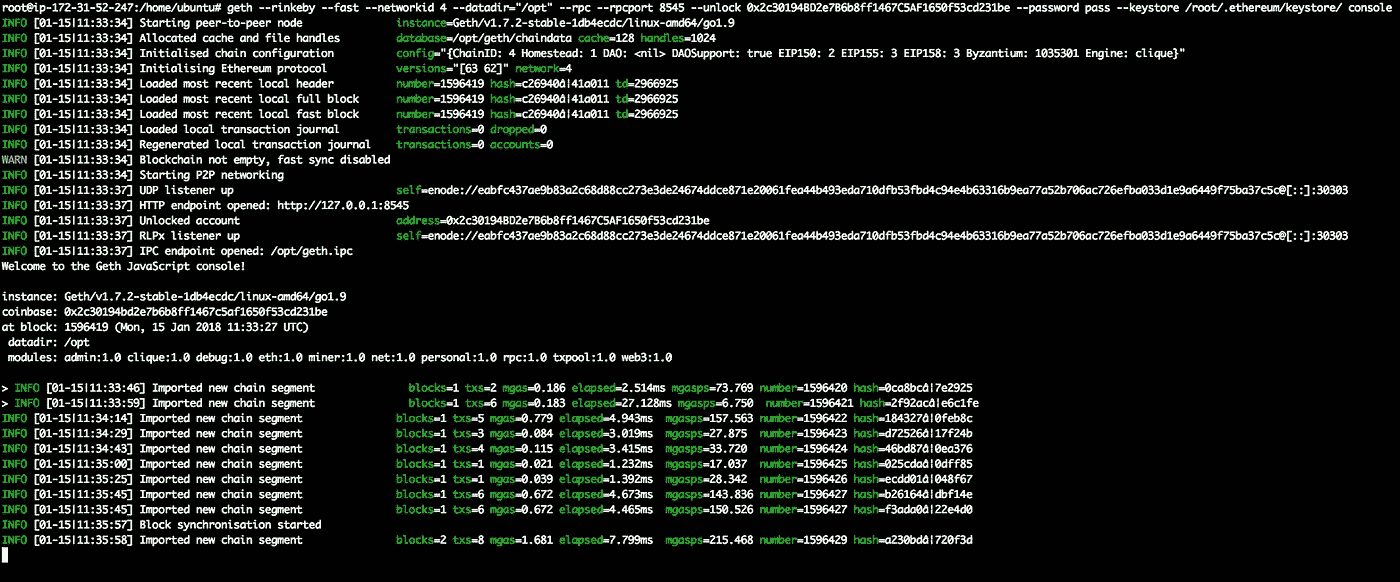 root@ip-172-31-52-247:/home/ubuntu# geth --rinkeby --fast --networkid 4 --datadir="/opt" --rpc --rpcport 8545 --unlock 0x2c30194BD2e7B6b8ff1467C5AF1650f53cd231be --password pass --keystore /root/.ethereum/keystore/ console
INFO [01-15|11:33:34] Starting peer-to-peer node instance=Geth/v1.7.2-stable-1db4ecdc/linux-amd64/go1.9
INFO [01-15|11:33:34] Allocated cache and file handles database=/opt/geth/chaindata cache=128 handles=1024
INFO [01-15|11:33:34] Initialised chain configuration config="{ChainID: 4 Homestead: 1 DAO: <nil> DAOSupport: true EIP150: 2 EIP155: 3 EIP158: 3 Byzantium: 1035301 Engine: clique}"
INFO [01-15|11:33:34] Initialising Ethereum protocol versions="[63 62]" network=4
INFO [01-15|11:33:34] Loaded most recent local header number=1596419 hash=c26940â¦41a011 td=2966925
INFO [01-15|11:33:34] Loaded most recent local full block number=1596419 hash=c26940â¦41a011 td=2966925
INFO [01-15|11:33:34] Loaded most recent local fast block number=1596419 hash=c26940â¦41a011 td=2966925
INFO [01-15|11:33:34] Loaded local transaction journal transactions=0 dropped=0
INFO [01-15|11:33:34] Regenerated local transaction journal transactions=0 accounts=0
WARN [01-15|11:33:34] Blockchain not empty, fast sync disabled
INFO [01-15|11:33:34] Starting P2P networking
INFO [01-15|11:33:37] UDP listener up self=enode://eabfc437ae9b83a2c68d88cc273e3de24674ddce871e20061fea44b493eda710dfb53fbd4c94e4b63316b9ea77a52b706ac726efba033d1e9a6449f75ba37c5c@[::]:30303
INFO [01-15|11:33:37] HTTP endpoint opened: http://127.0.0.1:8545
INFO [01-15|11:33:37] Unlocked account address=0x2c30194BD2e7B6b8ff1467C5AF1650f53cd231be
INFO [01-15|11:33:37] RLPx listener up self=enode://eabfc437ae9b83a2c68d88cc273e3de24674ddce871e20061fea44b493eda710dfb53fbd4c94e4b63316b9ea77a52b706ac726efba033d1e9a6449f75ba37c5c@[::]:30303
INFO [01-15|11:33:37] IPC endpoint opened: /opt/geth.ipc
Welcome to the Geth JavaScript console!
instance: Geth/v1.7.2-stable-1db4ecdc/linux-amd64/go1.9
coinbase: 0x2c30194bd2e7b6b8ff1467c5af1650f53cd231be
at block: 1596419 (Mon, 15 Jan 2018 11:33:27 UTC)
datadir: /opt
modules: admin:1.0 clique:1.0 debug:1.0 eth:1.0 miner:1.0 net:1.0 personal:1.0 rpc:1.0 txpool:1.0 web3:1.0
> INFO [01-15|11:33:46] Imported new chain segment blocks=1 txs=2 mgas=0.186 elapsed=2.514ms mgasps=73.769 number=1596420 hash=0ca8bcâ¦7e2925
> INFO [01-15|11:33:59] Imported new chain segment blocks=1 txs=6 mgas=0.183 elapsed=27.128ms mgasps=6.750 number=1596421 hash=2f92acâ¦e6c1fe
INFO [01-15|11:34:14] Imported new chain segment blocks=1 txs=5 mgas=0.779 elapsed=4.943ms mgasps=157.563 number=1596422 hash=184327â¦0feb8c
INFO [01-15|11:34:29] Imported new chain segment blocks=1 txs=3 mgas=0.084 elapsed=3.019ms mgasps=27.875 number=1596423 hash=d72526â¦17f24b
INFO [01-15|11:34:43] Imported new chain segment blocks=1 txs=4 mgas=0.115 elapsed=3.415ms mgasps=33.720 number=1596424 hash=46bd87â¦0ea376
INFO [01-15|11:35:00] Imported new chain segment blocks=1 txs=1 mgas=0.021 elapsed=1.232ms mgasps=17.037 number=1596425 hash=025cdaâ¦0dff85
INFO [01-15|11:35:25] Imported new chain segment blocks=1 txs=1 mgas=0.039 elapsed=1.392ms mgasps=28.342 number=1596426 hash=ecdd01â¦048f67
INFO [01-15|11:35:45] Imported new chain segment blocks=1 txs=6 mgas=0.672 elapsed=4.673ms mgasps=143.836 number=1596427 hash=b26164â¦dbf14e
INFO [01-15|11:35:45] Imported new chain segment blocks=1 txs=6 mgas=0.672 elapsed=4.465ms mgasps=150.526 number=1596427 hash=f3ada0â¦22e4d0
INFO [01-15|11:35:57] Block synchronisation started
INFO [01-15|11:35:58] Imported new chain segment blocks=2 txs=8 mgas=1.681 elapsed=7.799ms mgasps=215.468 number=1596429 hash=a230bdâ¦720f3d